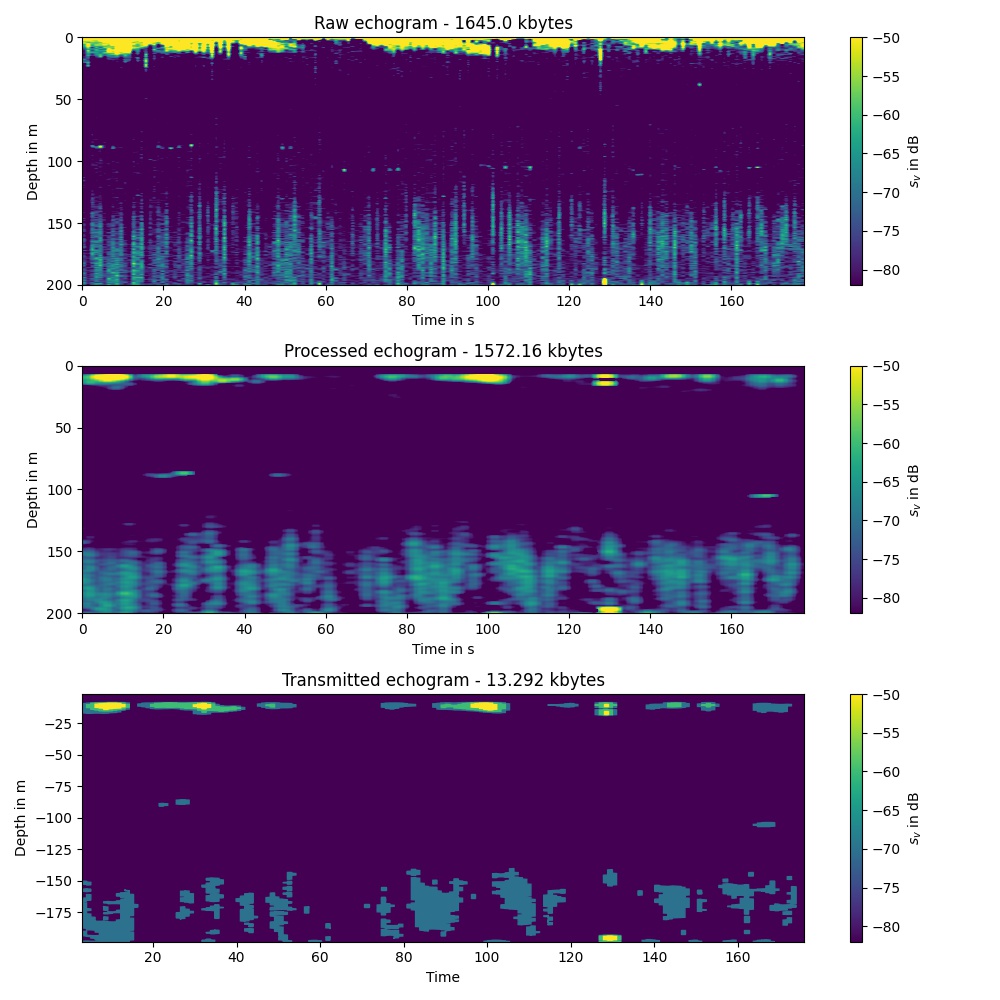 Raw echogram - 1645.0 kbytes
0
50
100
150
200
Depth in m
0 20 40 60 80 100 120 140 160
Time in s
−50
−55
−60
−65
−70
−75
−80
sv in dB
Processed echogram - 1572.16 kbytes
0
50
100
150
200
Depth in m
0 20 40 60 80 100 120 140 160
Time in s
−50
−55
−60
−65
−70
−75
−80
sv in dB
Transmitted echogram - 13.292 kbytes
−25
−50
−75
−100
−125
−150
−175
Depth in m
20 40 60 80 100 120 140 160
Time
−50
−55
−60
−65
−70
−75
−80
sv in dB